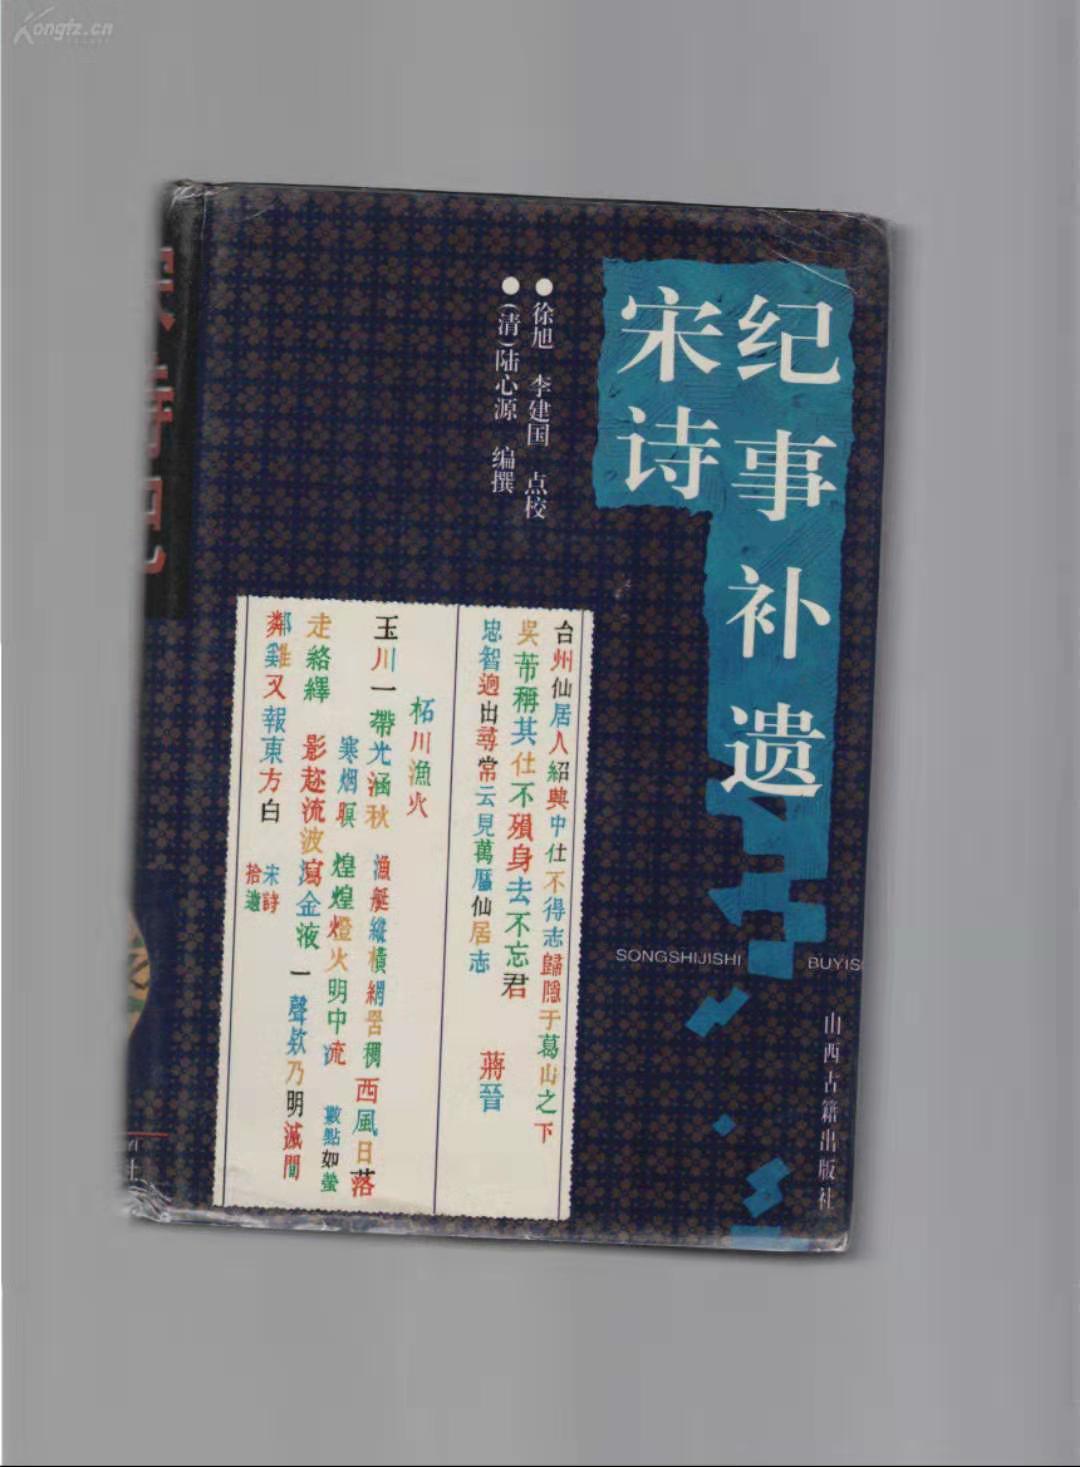 Kongfz.cn
宋诗
纪事补遗
●徐旭 李建国 点校
●(清)陆心源 编撰
SONGSHIJISHI BUYIS
山西古籍出版社
台州仙居人紹興中仕不得志歸隱于葛山之下
吳芾稱其仕不殞身去不忘君
忠智過出尋常云見萬曆仙居志
蔣晉
柘川漁火
玉川一帶光涵秋 漁艇縱橫網罟稠 西風日落
寒烟暝 煌煌燈火明中流 數點如螢
走絡繹 影趂流波瀉金液 一聲欸乃明滅間
鄰雞又報東方白 宋詩
拾遺